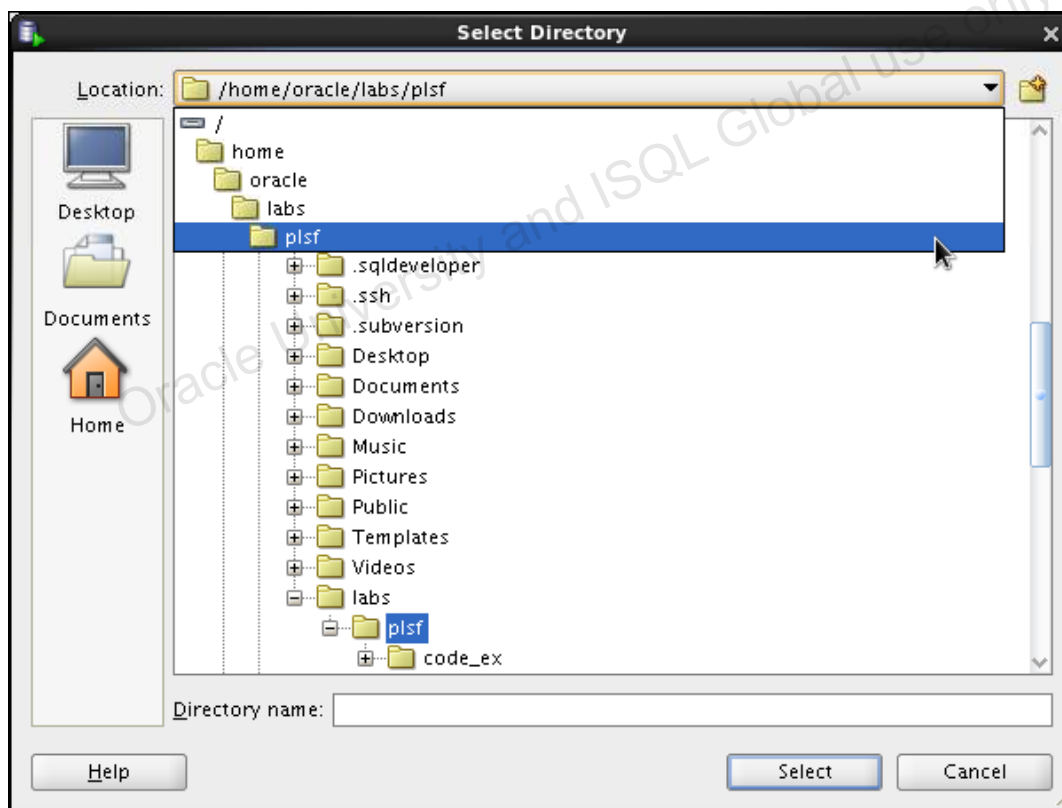 Select Directory
Location: /home/oracle/labs/plsf
/
home
oracle
labs
plsf
Desktop
Documents
Home
.sqldeveloper
.ssh
.subversion
Desktop
Documents
Downloads
Music
Pictures
Public
Templates
Videos
labs
plsf
code_ex
Directory name:
Help
Select
Cancel
Oracle University and ISQL Global use only